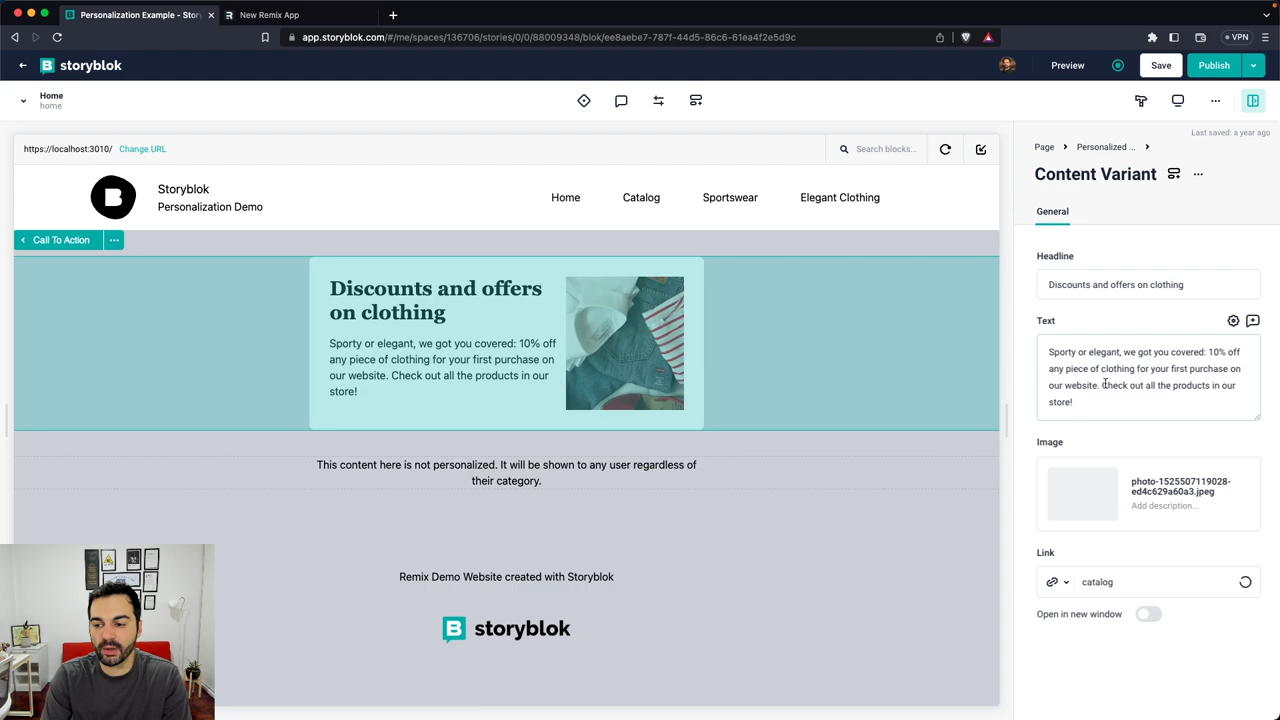 Personalization Example - Stor
New Remix App
app.storyblok.com/#/me/spaces/136706/stories/0/0/88009348/blok/ee8aebe7-787f-44d5-86c6-61ea4f2e5d9c
VPN
storyblok
Preview
Save
Publish
Home
home
Last saved: a year ago
https://localhost:3010/
Change URL
Search blocks...
Page
Personalized ...
Content Variant
Storyblok
Personalization Demo
Home
Catalog
Sportswear
Elegant Clothing
General
Call To Action
Headline
Discounts and offers on clothing
Discounts and offers
on clothing
Sporty or elegant, we got you covered: 10% off
any piece of clothing for your first purchase on
our website. Check out all the products in our
store!
Text
Sporty or elegant, we got you covered: 10% off
any piece of clothing for your first purchase on
our website. Check out all the products in our
store!
Image
photo-1525507119028-
ed4c629a60a3.jpeg
Add description...
This content here is not personalized. It will be shown to any user regardless of
their category.
Link
catalog
Open in new window
Remix Demo Website created with Storyblok
storyblok